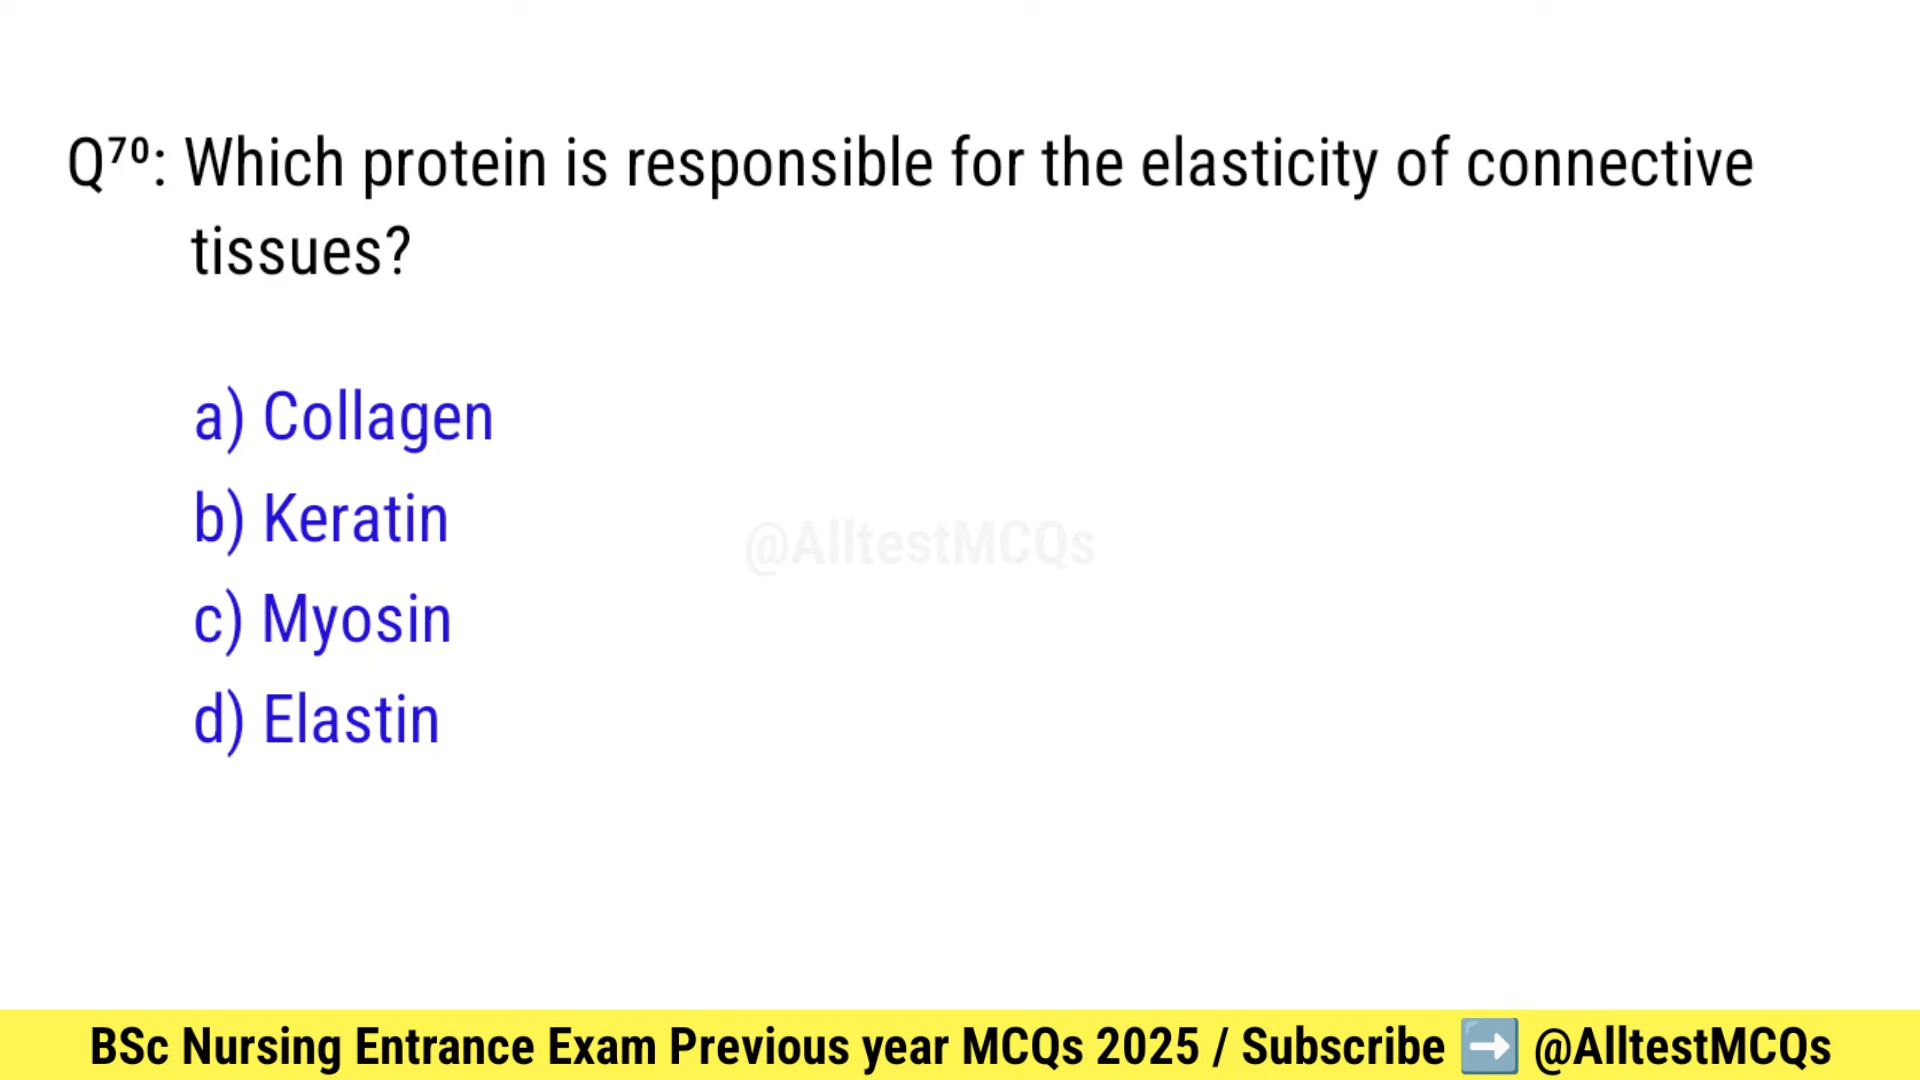 Q⁷⁰: Which protein is responsible for the elasticity of connective
tissues?
a) Collagen
b) Keratin
@AlltestMCQs
c) Myosin
d) Elastin
BSc Nursing Entrance Exam Previous year MCQs 2025 / Subscribe ➡️ @AlltestMCQs